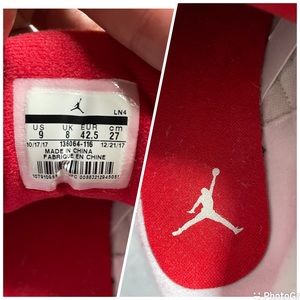 LN4
US UK EUR cm
9 8 42.5 27
10/17/17 136064-116 12/21/17
MADE IN CHINA
FABRIQUÉ EN CHINE
PhotoGrid